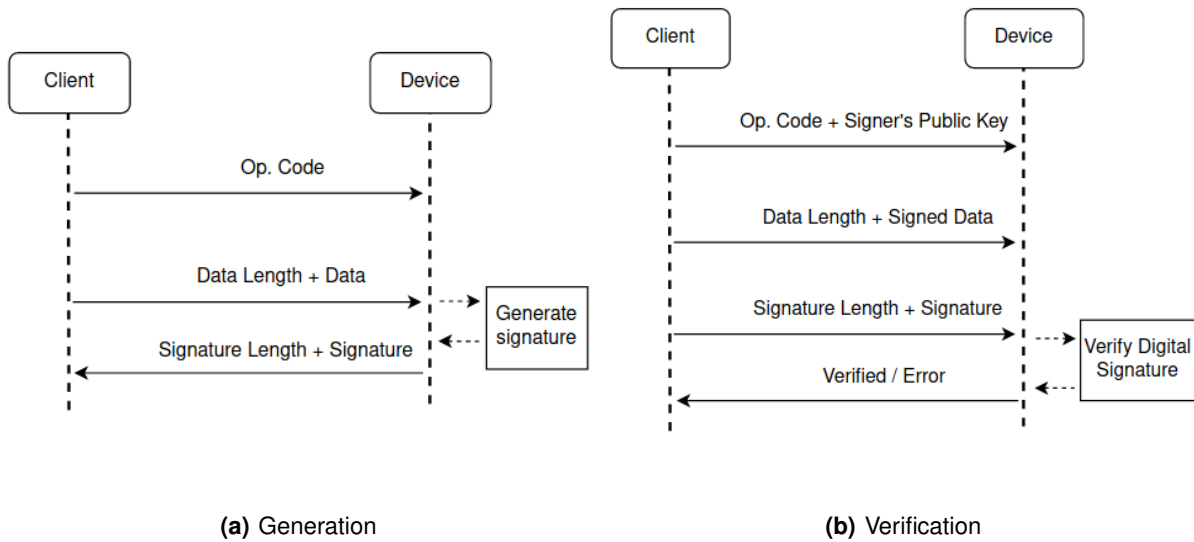 Client
Device
Op. Code
Data Length + Data
Generate
signature
Signature Length + Signature
(a) Generation
Client
Device
Op. Code + Signer's Public Key
Data Length + Signed Data
Signature Length + Signature
Verify Digital
Signature
Verified / Error
(b) Verification